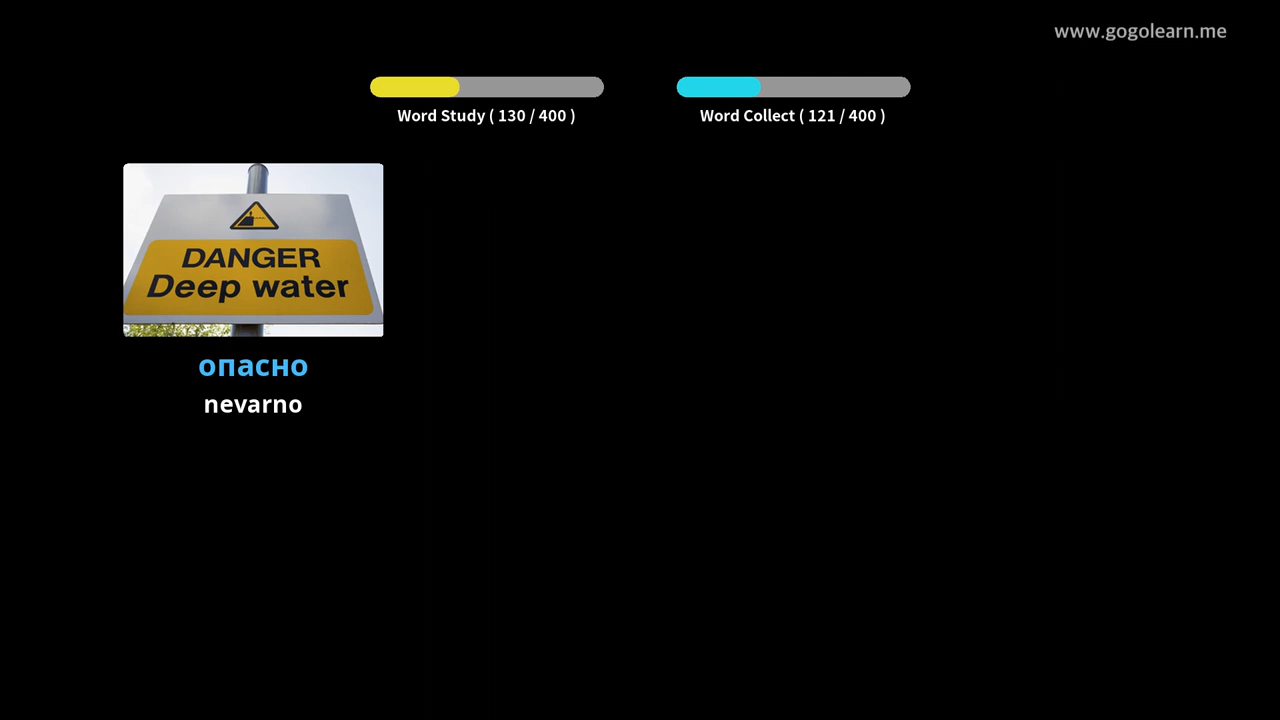 www.gogolearn.me
Word Study ( 130 / 400 )
Word Collect ( 121 / 400 )
DANGER
Deep water
опасно
nevarno